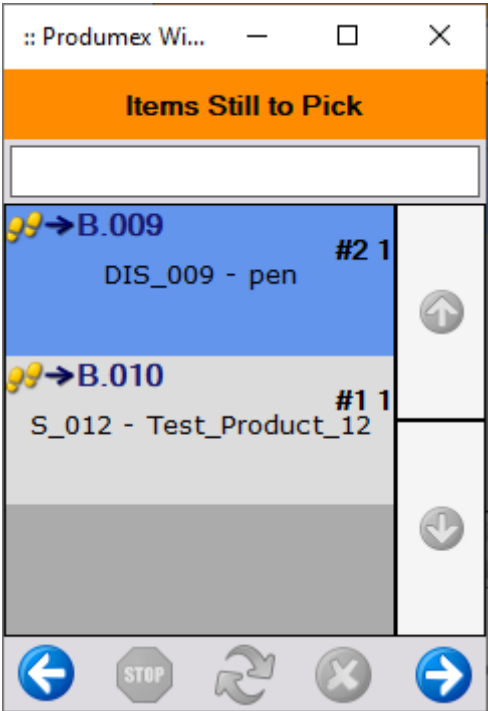 :: Produmex Wi...
Items Still to Pick
B.009
#2 1
DIS_009 - pen
B.010
#1 1
S_012 - Test_Product_12
STOP